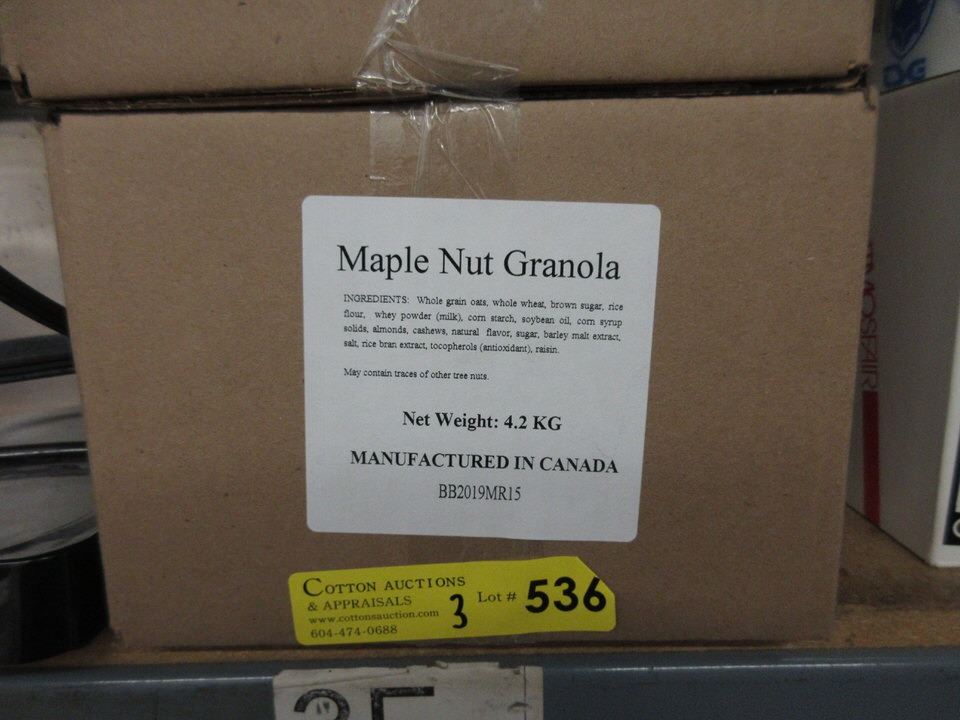 Maple Nut Granola
INGREDIENTS: Whole grain oats, whole wheat, brown sugar, rice
flour, whey powder (milk), corn starch, soybean oil, corn syrup
solids, almonds, cashews, natural flavor, sugar, barley malt extract,
salt, rice bran extract, tocopherols (antioxidant), raisin.
May contain traces of other tree nuts.
Net Weight: 4.2 KG
MANUFACTURED IN CANADA
BB2019MR15
COTTON AUCTIONS
& APPRAISALS
www.cottonsauction.com
604-474-0688
3
Lot # 536